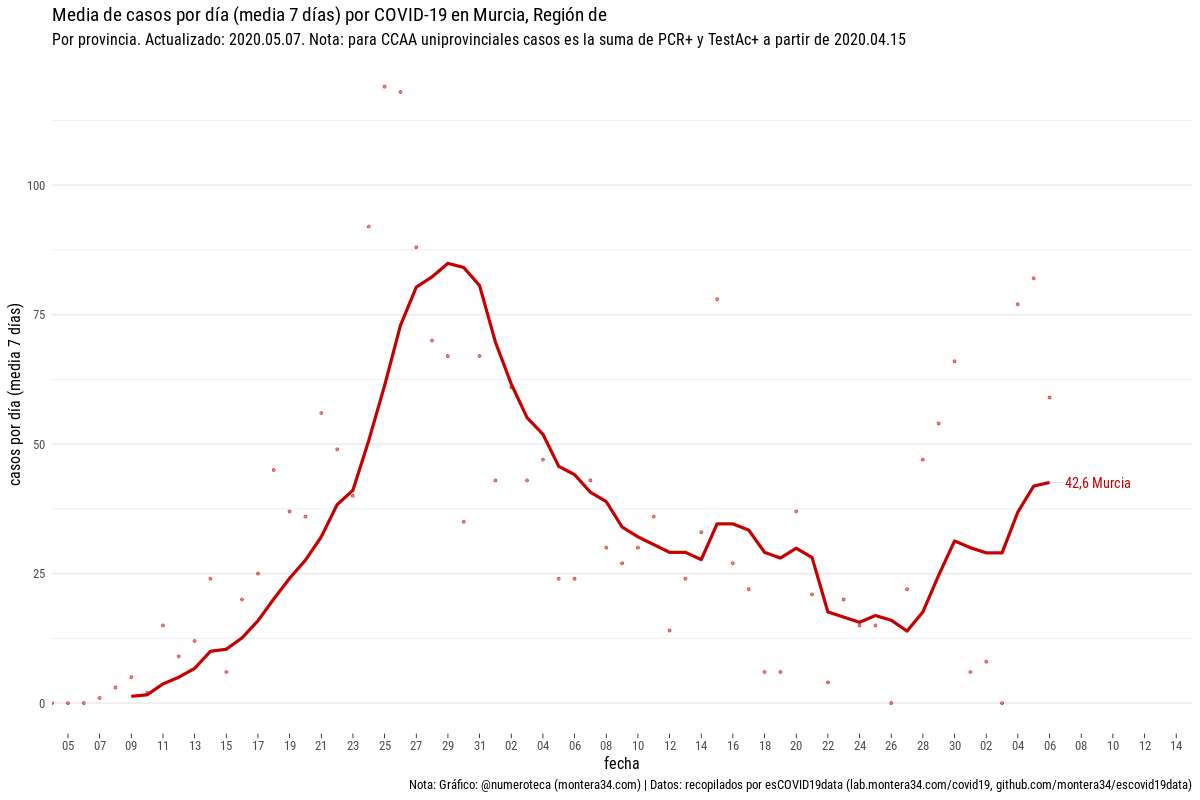 Media de casos por día (media 7 días) por COVID-19 en Murcia, Región de
Por provincia. Actualizado: 2020.05.07. Nota: para CCAA uniprovinciales casos es la suma de PCR+ y TestAc+ a partir de 2020.04.15
casos por día (media 7 días)
100
75
50
25
0
42,6 Murcia
05 07 09 11 13 15 17 19 21 23 25 27 29 31 02 04 06 08 10 12 14 16 18 20 22 24 26 28 30 02 04 06 08 10 12 14
fecha
Nota: Gráfico: @numeroteca (montera34.com) | Datos: recopilados por esCOVID19data (lab.montera34.com/covid19, github.com/montera34/escovid19data)